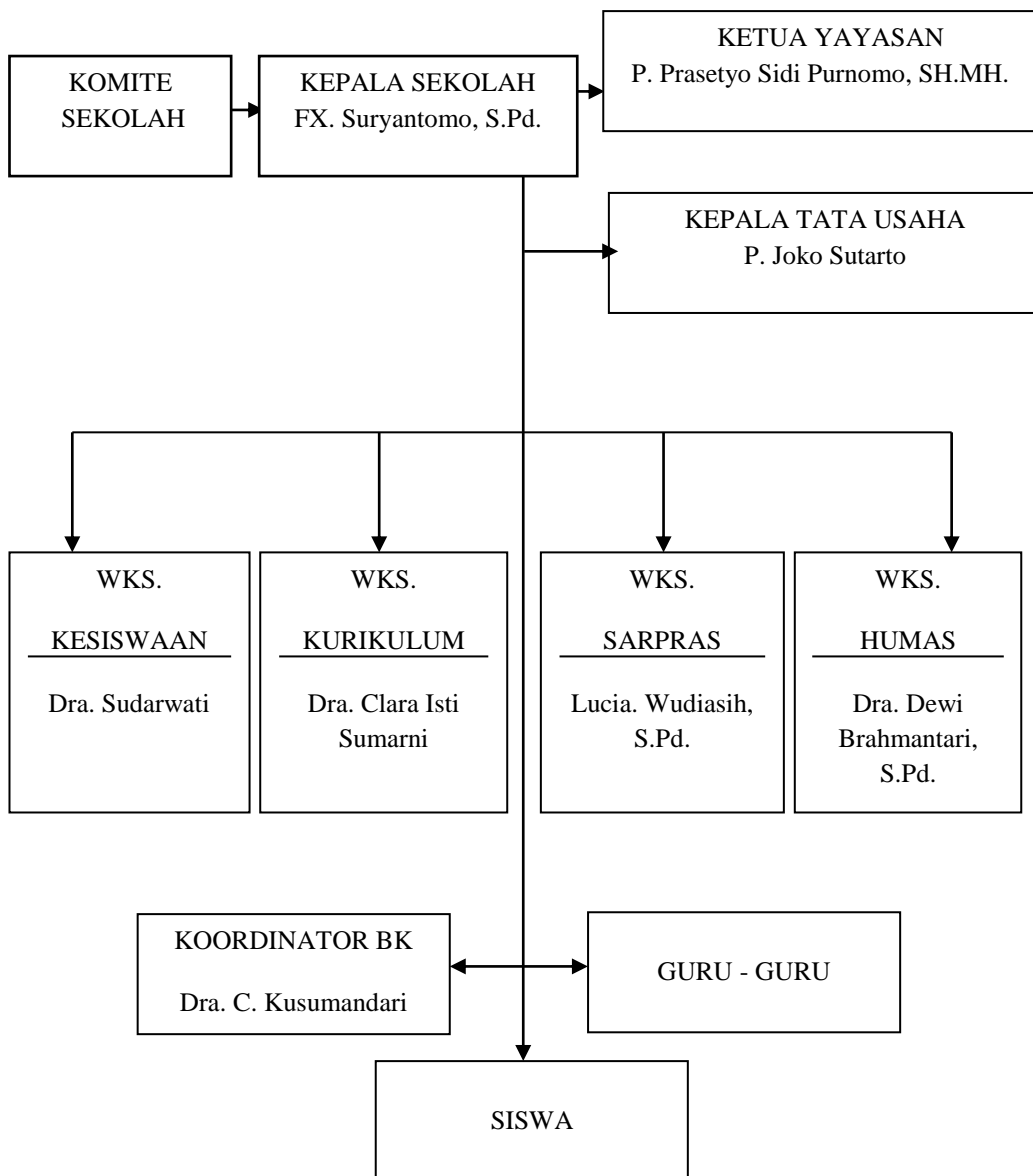 KOMITE
SEKOLAH
KEPALA SEKOLAH
FX. Suryantomo, S.Pd.
KETUA YAYASAN
P. Prasetyo Sidi Purnomo, SH.MH.
KEPALA TATA USAHA
P. Joko Sutarto
WKS.
KESISWAAN
Dra. Sudarwati
WKS.
KURIKULUM
Dra. Clara Isti
Sumarni
WKS.
SARPRAS
Lucia. Wudiasih,
S.Pd.
WKS.
HUMAS
Dra. Dewi
Brahmantari,
S.Pd.
KOORDINATOR BK
Dra. C. Kusumandari
GURU - GURU
SISWA